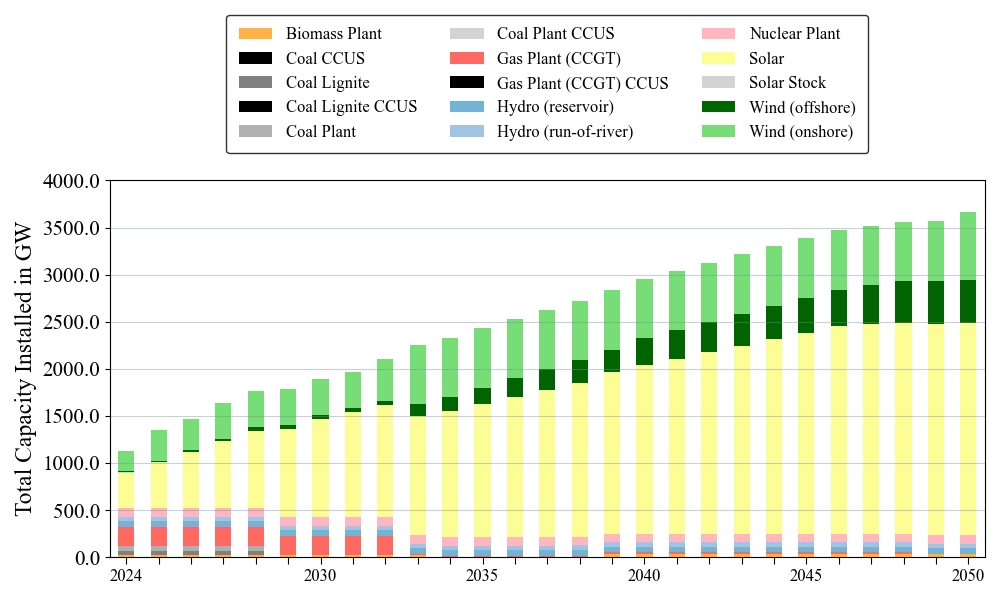 Biomass Plant
Coal CCUS
Coal Lignite
Coal Lignite CCUS
Coal Plant
Coal Plant CCUS
Gas Plant (CCGT)
Gas Plant (CCGT) CCUS
Hydro (reservoir)
Hydro (run-of-river)
Nuclear Plant
Solar
Solar Stock
Wind (offshore)
Wind (onshore)
Total Capacity Installed in GW
4000.0
3500.0
3000.0
2500.0
2000.0
1500.0
1000.0
500.0
0.0
2024
2030
2035
2040
2045
2050